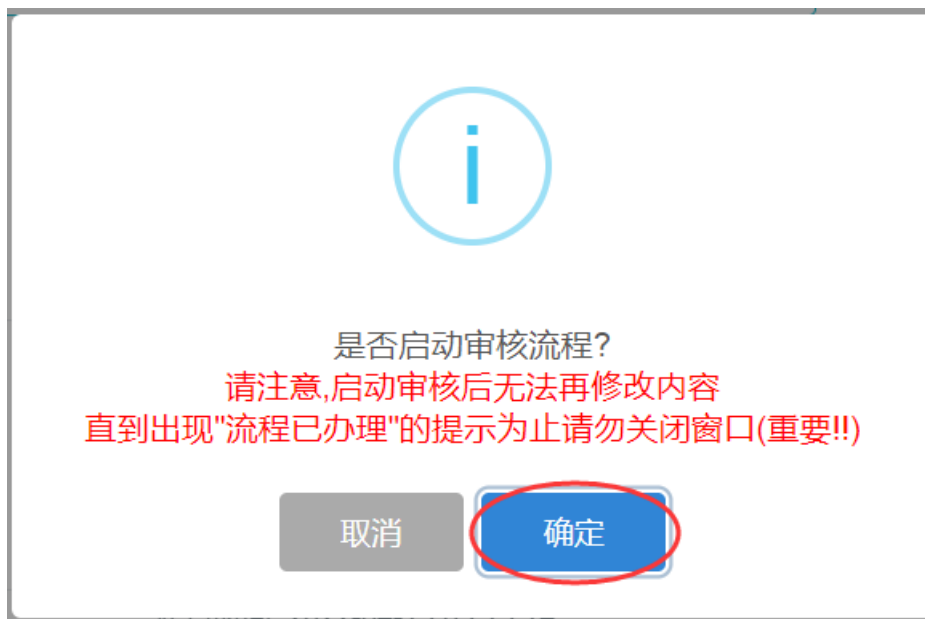 是否启动审核流程?
请注意,启动审核后无法再修改内容
直到出现"流程已办理"的提示为止请勿关闭窗口(重要!!)
取消
确定